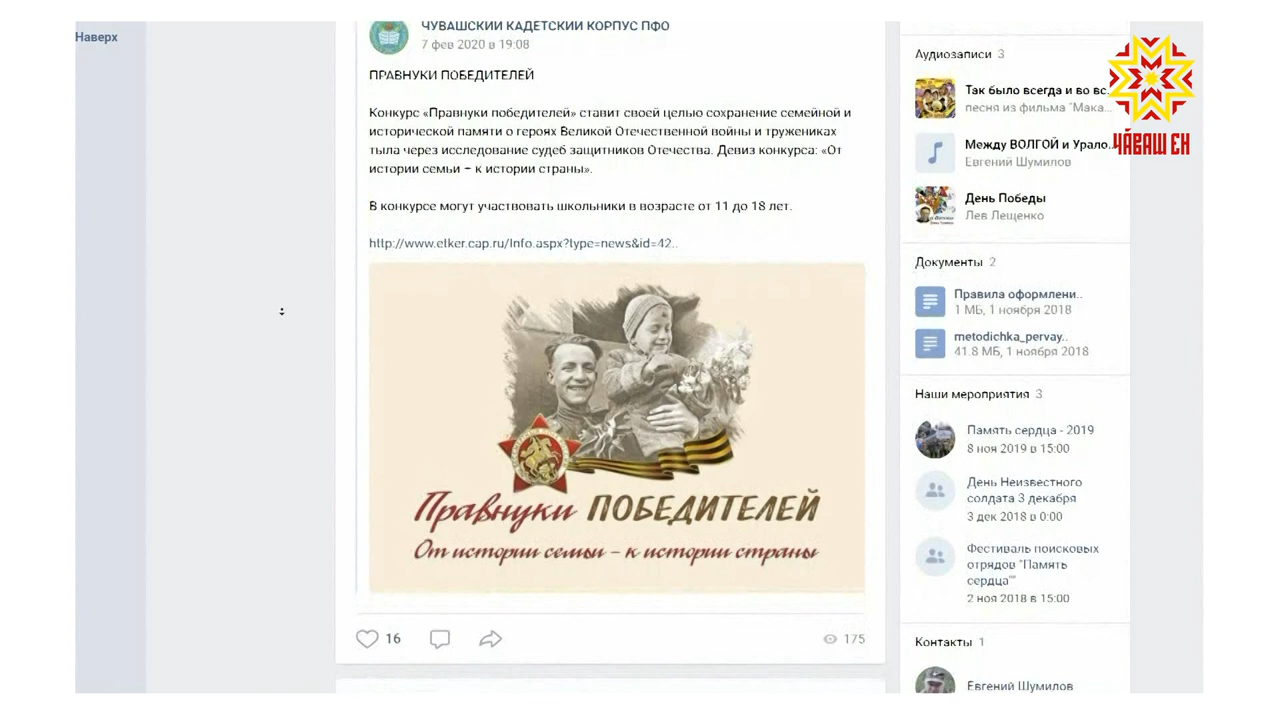 Наверх
ЧУВАШСКИЙ КАДЕТСКИЙ КОРПУС ПФО
7 фев 2020 в 19:08
ПРАВНУКИ ПОБЕДИТЕЛЕЙ
Конкурс «Правнуки победителей» ставит своей целью сохранение семейной и
исторической памяти о героях Великой Отечественной войны и тружениках
тыла через исследование судеб защитников Отечества. Девиз конкурса: «От
истории семьи – к истории страны».
В конкурсе могут участвовать школьники в возрасте от 11 до 18 лет.
http://www.elker.cap.ru/Info.aspx?type=news&id=42..
Правнуки ПОБЕДИТЕЛЕЙ
От истории семьи – к истории страны
16
175
Аудиозаписи 3
Так было всегда и во вс..
песня из фильма "Мака...
Между ВОЛГОЙ и Урало..
Евгений Шумилов
День Победы
Лев Лещенко
Документы 2
Правила оформлени..
1 МБ, 1 ноября 2018
metodichka_pervay..
41.8 МБ, 1 ноября 2018
Наши мероприятия 3
Память сердца - 2019
8 ноя 2019 в 15:00
День Неизвестного
солдата 3 декабря
3 дек 2018 в 0:00
Фестиваль поисковых
отрядов "Память
сердца""
2 ноя 2018 в 15:00
Контакты 1
Евгений Шумилов
ЧӐВАШ ЕН